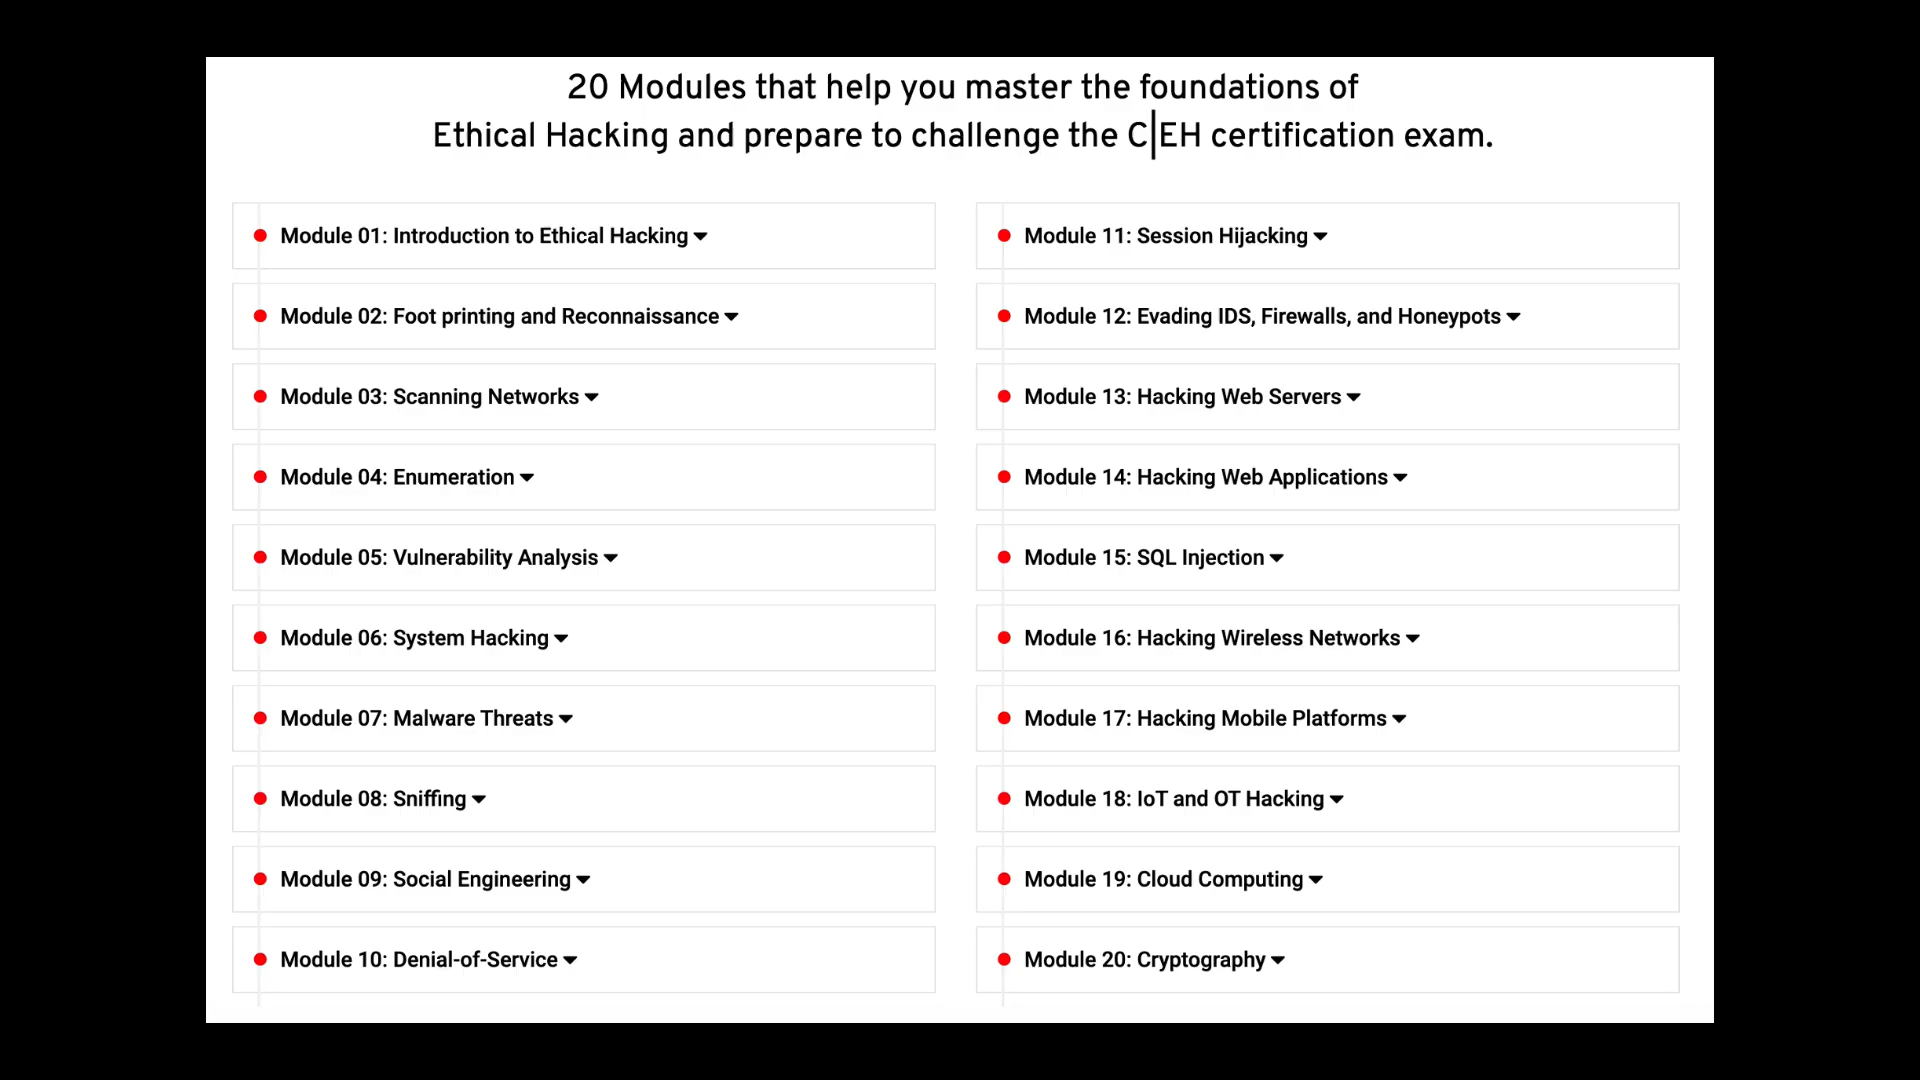 20 Modules that help you master the foundations of
Ethical Hacking and prepare to challenge the C|EH certification exam.
Module 01: Introduction to Ethical Hacking
Module 02: Foot printing and Reconnaissance
Module 03: Scanning Networks
Module 04: Enumeration
Module 05: Vulnerability Analysis
Module 06: System Hacking
Module 07: Malware Threats
Module 08: Sniffing
Module 09: Social Engineering
Module 10: Denial-of-Service
Module 11: Session Hijacking
Module 12: Evading IDS, Firewalls, and Honeypots
Module 13: Hacking Web Servers
Module 14: Hacking Web Applications
Module 15: SQL Injection
Module 16: Hacking Wireless Networks
Module 17: Hacking Mobile Platforms
Module 18: IoT and OT Hacking
Module 19: Cloud Computing
Module 20: Cryptography